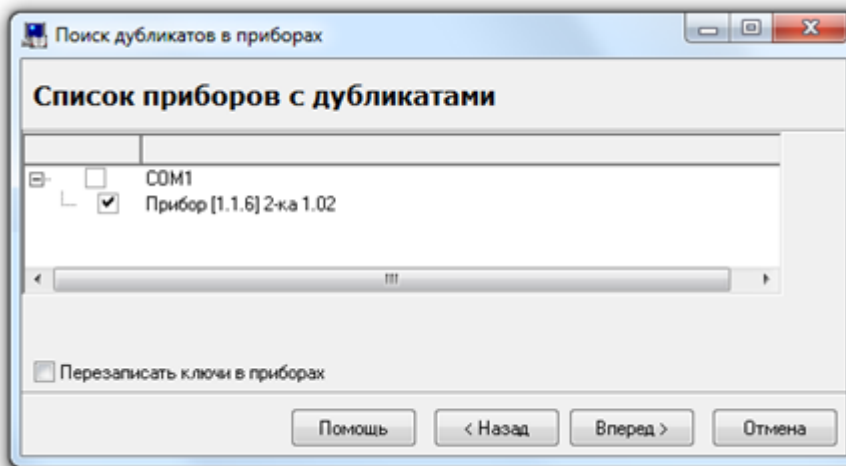 Поиск дубликатов в приборах
Список приборов с дубликатами
COM1
Прибор [1.1.6] 2-ка 1.02
Перезаписать ключи в приборах
Помощь
< Назад
Вперед >
Отмена